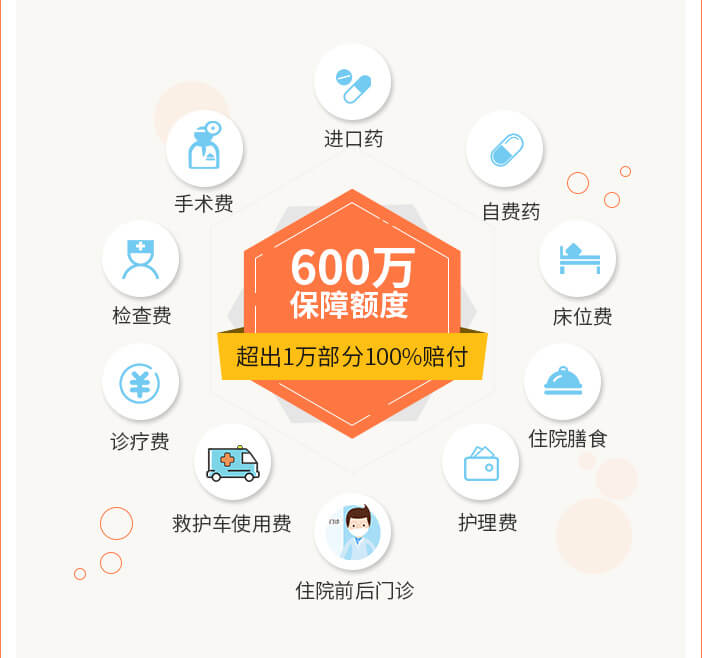 进口药
手术费
自费药
600万
保障额度
检查费
床位费
超出1万部分100%赔付
诊疗费
住院膳食
救护车使用费
护理费
门诊
住院前后门诊